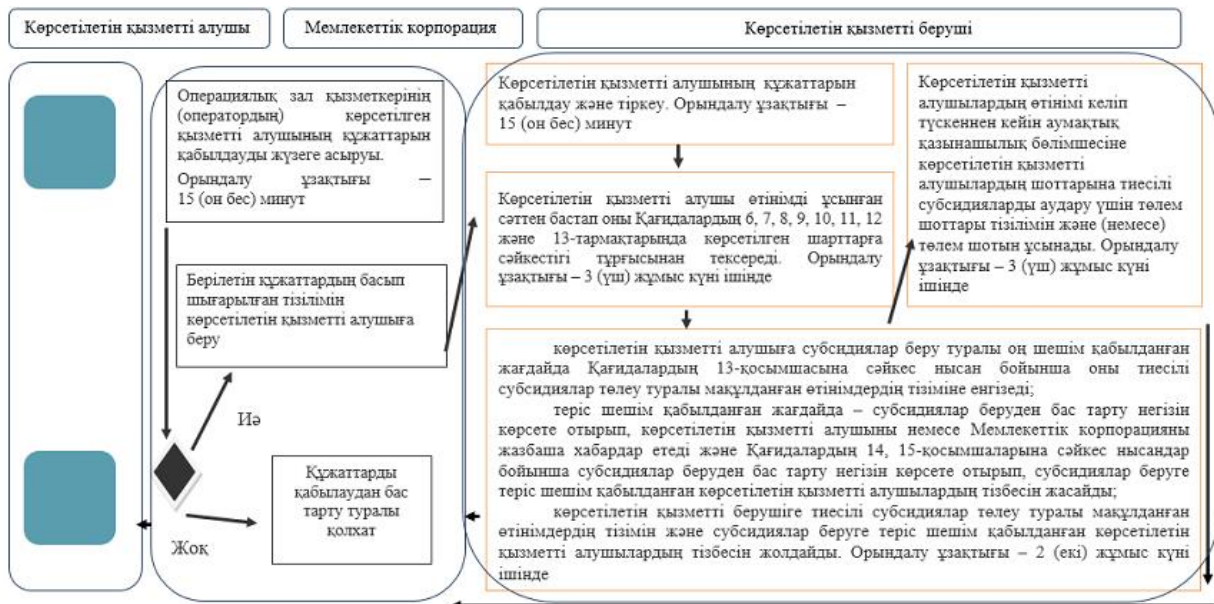 Көрсетілетін қызметті алушы
Мемлекеттік корпорация
Көрсетілетін қызметті беруші
Операциялық зал қызметкерінің
(оператордың) көрсетілген
қызметті алушының құжаттарын
қабылдауды жүзеге асыруы.
Орындалу ұзақтығы –
15 (он бес) минут
Берілетін құжаттардың басып
шығарылған тізілімін
көрсетілетін қызметті алушыға
беру
Иә
Жоқ
Құжаттарды
қабылаудан бас
тарту туралы
қолхат
Көрсетілетін қызметті алушының құжаттарын
қабылдау және тіркеу. Орындалу ұзақтығы –
15 (он бес) минут
Көрсетілетін қызметті алушы өтінімді ұсынған
сәттен бастап оны Қағидалардың 6, 7, 8, 9, 10, 11, 12
және 13-тармақтарында көрсетілген шарттарға
сәйкестігі тұрғысынан тексереді. Орындалу
ұзақтығы – 3 (үш) жұмыс күні ішінде
көрсетілетін қызметті алушыға субсидиялар беру туралы оң шешім қабылданған
жағдайда Қағидалардың 13-қосымшасына сәйкес нысан бойынша оны тиесілі
субсидиялар төлеу туралы мақұлданған өтінімдердің тізіміне енгізеді;
теріс шешім қабылданған жағдайда – субсидиялар беруден бас тарту негізін
көрсете отырып, көрсетілетін қызметті алушыны немесе Мемлекеттік корпорацияны
жазбаша хабардар етеді және Қағидалардың 14, 15-қосымшаларына сәйкес нысандар
бойынша субсидиялар беруден бас тарту негізін көрсете отырып, субсидиялар беруге
теріс шешім қабылданған көрсетілетін қызметті алушылардың тізбесін жасайды;
көрсетілетін қызметті берушіге тиесілі субсидиялар төлеу туралы мақұлданған
өтінімдердің тізімін және субсидиялар беруге теріс шешім қабылданған көрсетілетін
қызметті алушылардың тізбесін жолдайды. Орындалу ұзақтығы – 2 (екі) жұмыс күні
ішінде
Көрсетілетін қызметті
алушылардың өтінімі келіп
түскеннен кейін аумақтық
қазынашылық бөлімшесіне
көрсетілетін қызметті
алушылардың шоттарына тиесілі
субсидияларды аудару үшін төлем
шоттары тізілімін және (немесе)
төлем шотын ұсынады. Орындалу
ұзақтығы – 3 (үш) жұмыс күні
ішінде